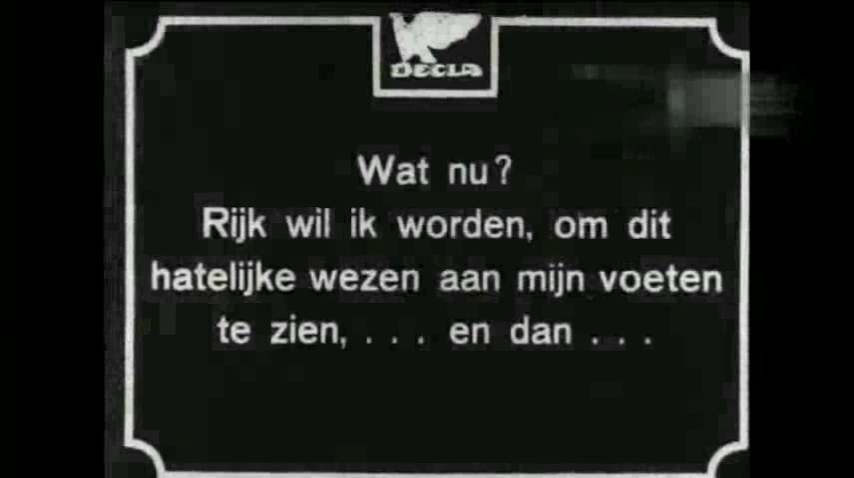 DECLA
Wat nu?
Rijk wil ik worden, om dit
hatelijke wezen aan mijn voeten
te zien, . . . en dan . . .